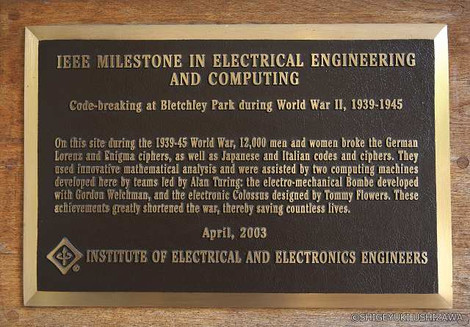 IEEE MILESTONE IN ELECTRICAL ENGINEERING
AND COMPUTING
Code-breaking at Bletchley Park during World War II, 1939-1945
On this site during the 1939-45 World War, 12,000 men and women broke the German
Lorenz and Enigma ciphers, as well as Japanese and Italian codes and ciphers. They
used innovative mathematical analysis and were assisted by two computing machines
developed here by teams led by Alan Turing: the electro-mechanical Bombe developed
with Gordon Welchman, and the electronic Colossus designed by Tommy Flowers. These
achievements greatly shortened the war, thereby saving countless lives.
April, 2003
® INSTITUTE OF ELECTRICAL AND ELECTRONICS ENGINEERS